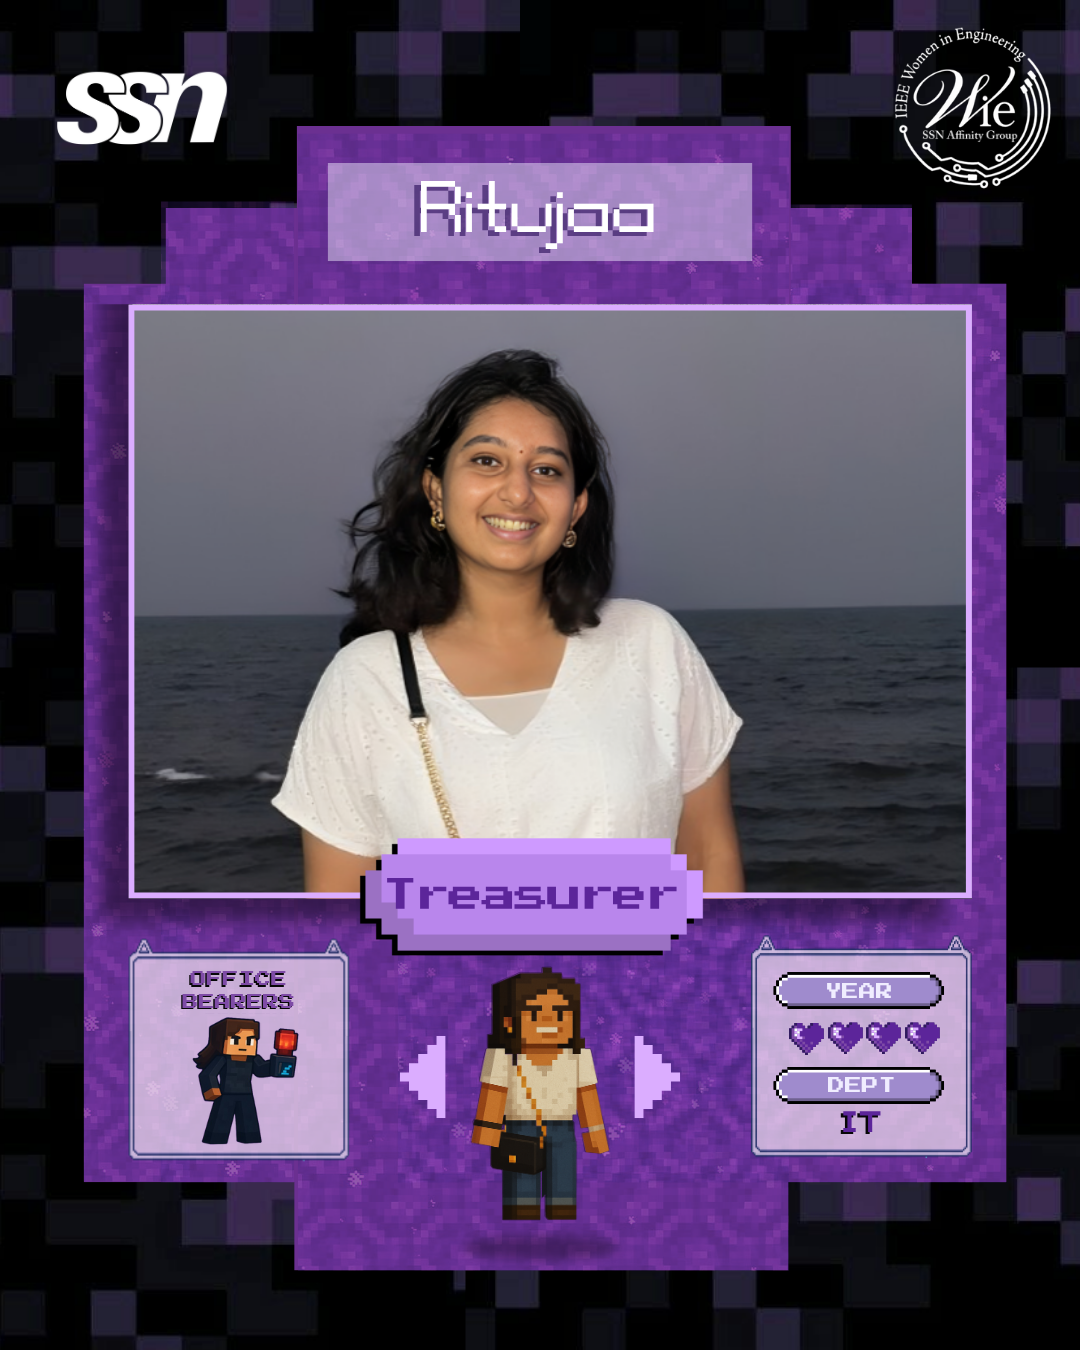 ssn
IEEE Women in Engineering
Wie
SSN Affinity Group
Ritujaa
Treasurer
OFFICE
BEARERS
YEAR
DEPT
IT